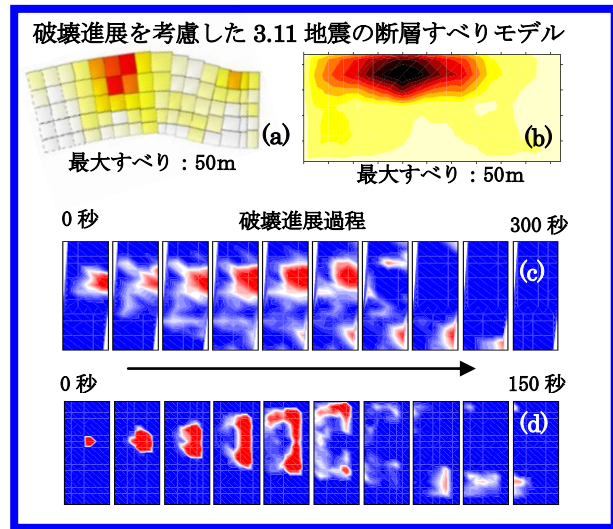 破壊進展を考慮した 3.11 地震の断層すべりモデル
(a)
(b)
最大すべり：50m
最大すべり：50m
0 秒
破壊進展過程
300 秒
(c)
0 秒
150 秒
(d)